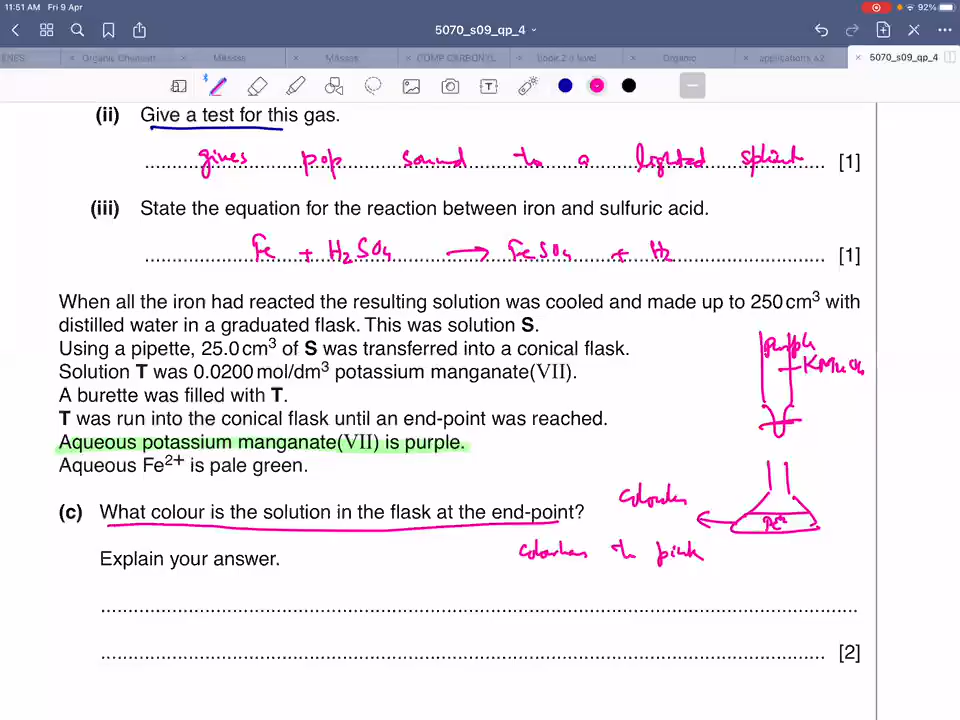 11:51 AM Fri 9 Apr
92%
5070_s09_qp_4
Organic Chemistr
COMP CARBONYL
Organic
applications A2
5070_s09_qp_4
(ii) Give a test for this gas.
gives pop sound to a lighted splint [1]
(iii) State the equation for the reaction between iron and sulfuric acid.
Fe + H2SO4 → FeSO4 + H2 [1]
When all the iron had reacted the resulting solution was cooled and made up to 250 cm³ with
distilled water in a graduated flask. This was solution S.
Using a pipette, 25.0 cm³ of S was transferred into a conical flask.
Solution T was 0.0200 mol/dm³ potassium manganate(VII).
A burette was filled with T.
T was run into the conical flask until an end-point was reached.
Aqueous potassium manganate(VII) is purple.
Aqueous Fe²⁺ is pale green.
purple
KMnO4
(c) What colour is the solution in the flask at the end-point?
Fe²⁺
Explain your answer.
to pink
[2]